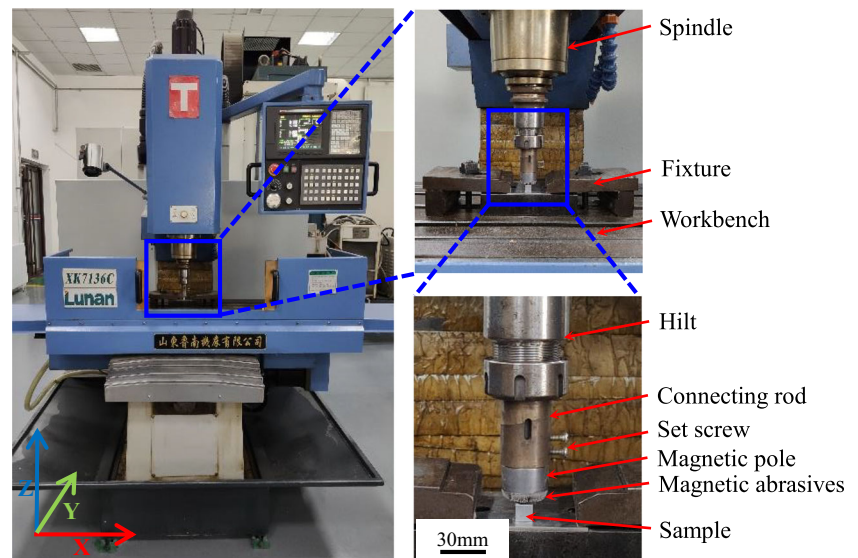 T
XK7136C
Lunan
山东鲁南机床有限公司
Z
Y
X
Spindle
Fixture
Workbench
Hilt
Connecting rod
Set screw
Magnetic pole
Magnetic abrasives
Sample
30mm